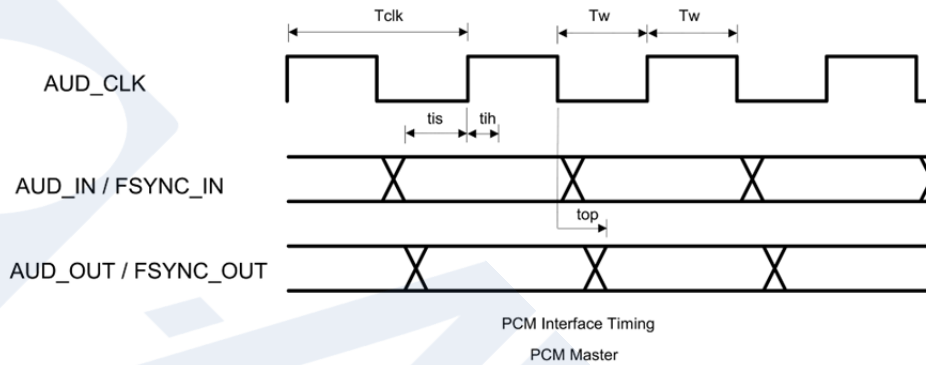 Tclk
Tw
Tw
AUD_CLK
tis
tih
AUD_IN / FSYNC_IN
top
AUD_OUT / FSYNC_OUT
PCM Interface Timing
PCM Master